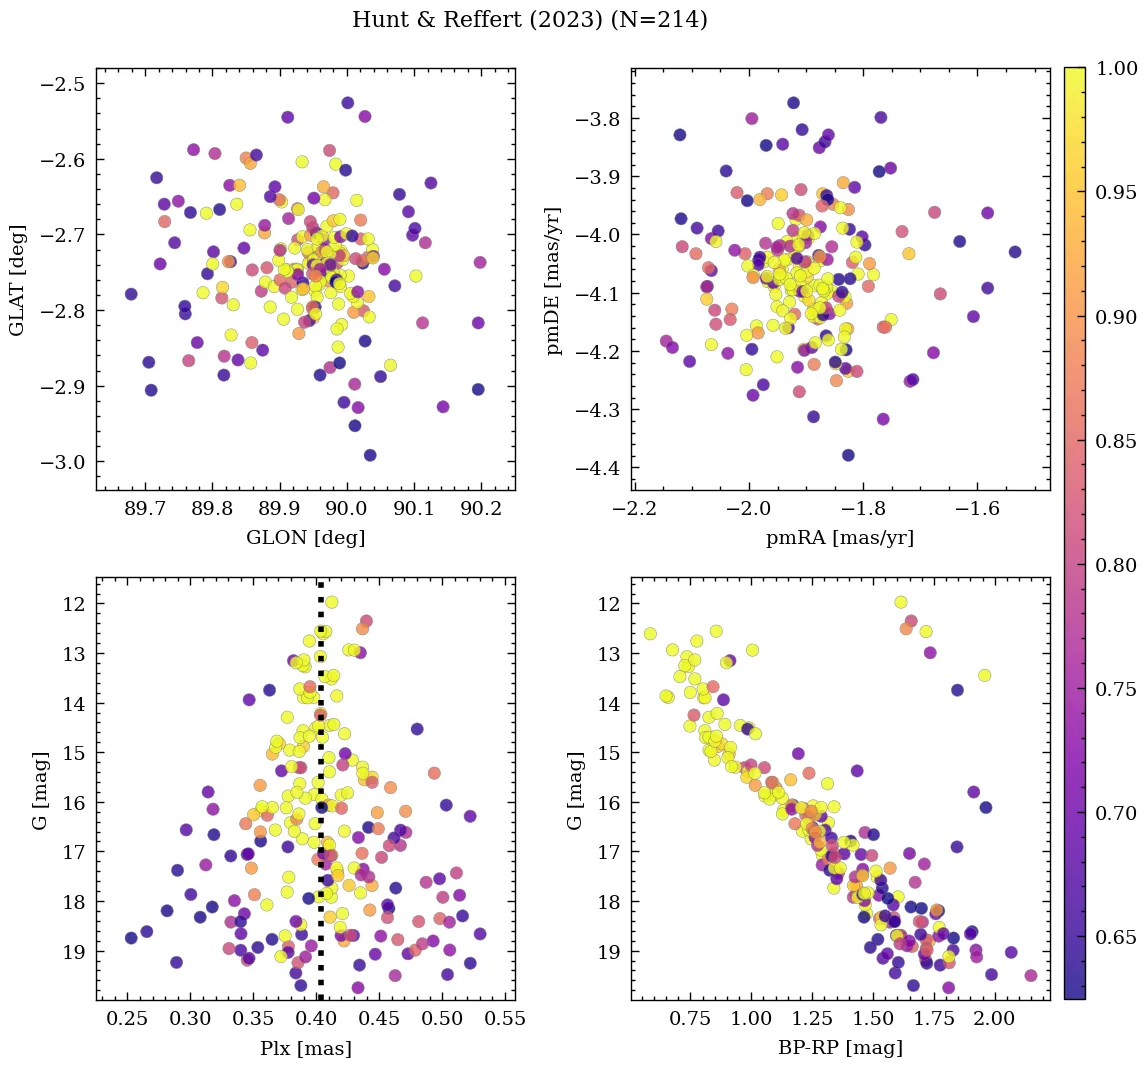 Hunt & Reffert (2023) (N=214)
−2.5
−2.6
−2.7
−2.8
−2.9
−3.0
GLAT [deg]
89.7 89.8 89.9 90.0 90.1 90.2
GLON [deg]
−3.8
−3.9
−4.0
−4.1
−4.2
−4.3
−4.4
pmDE [mas/yr]
−2.2 −2.0 −1.8 −1.6
pmRA [mas/yr]
1.00
0.95
0.90
0.85
0.80
0.75
0.70
0.65
12
13
14
15
16
17
18
19
G [mag]
0.25 0.30 0.35 0.40 0.45 0.50 0.55
Plx [mas]
12
13
14
15
16
17
18
19
G [mag]
0.75 1.00 1.25 1.50 1.75 2.00
BP-RP [mag]